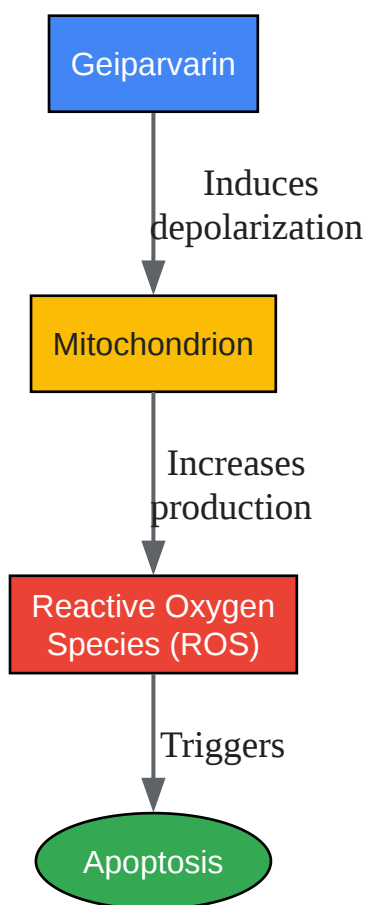 Geiparvarin
Induces
depolarization
Mitochondrion
Increases
production
Reactive Oxygen
Species (ROS)
Triggers
Apoptosis